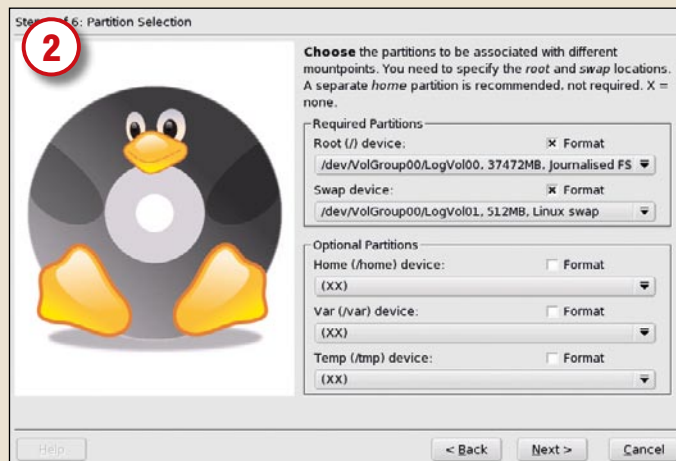 Ste of 6: Partition Selection
2
Choose the partitions to be associated with different
mountpoints. You need to specify the root and swap locations.
A separate home partition is recommended, not required. X =
none.
Required Partitions
Root (/) device:
Format
/dev/VolGroup00/LogVol00, 37472MB, Journalised FS
Swap device:
Format
/dev/VolGroup00/LogVol01, 512MB, Linux swap
Optional Partitions
Home (/home) device:
Format
(XX)
Var (/var) device:
Format
(XX)
Temp (/tmp) device:
Format
(XX)
Help
< Back
Next >
Cancel